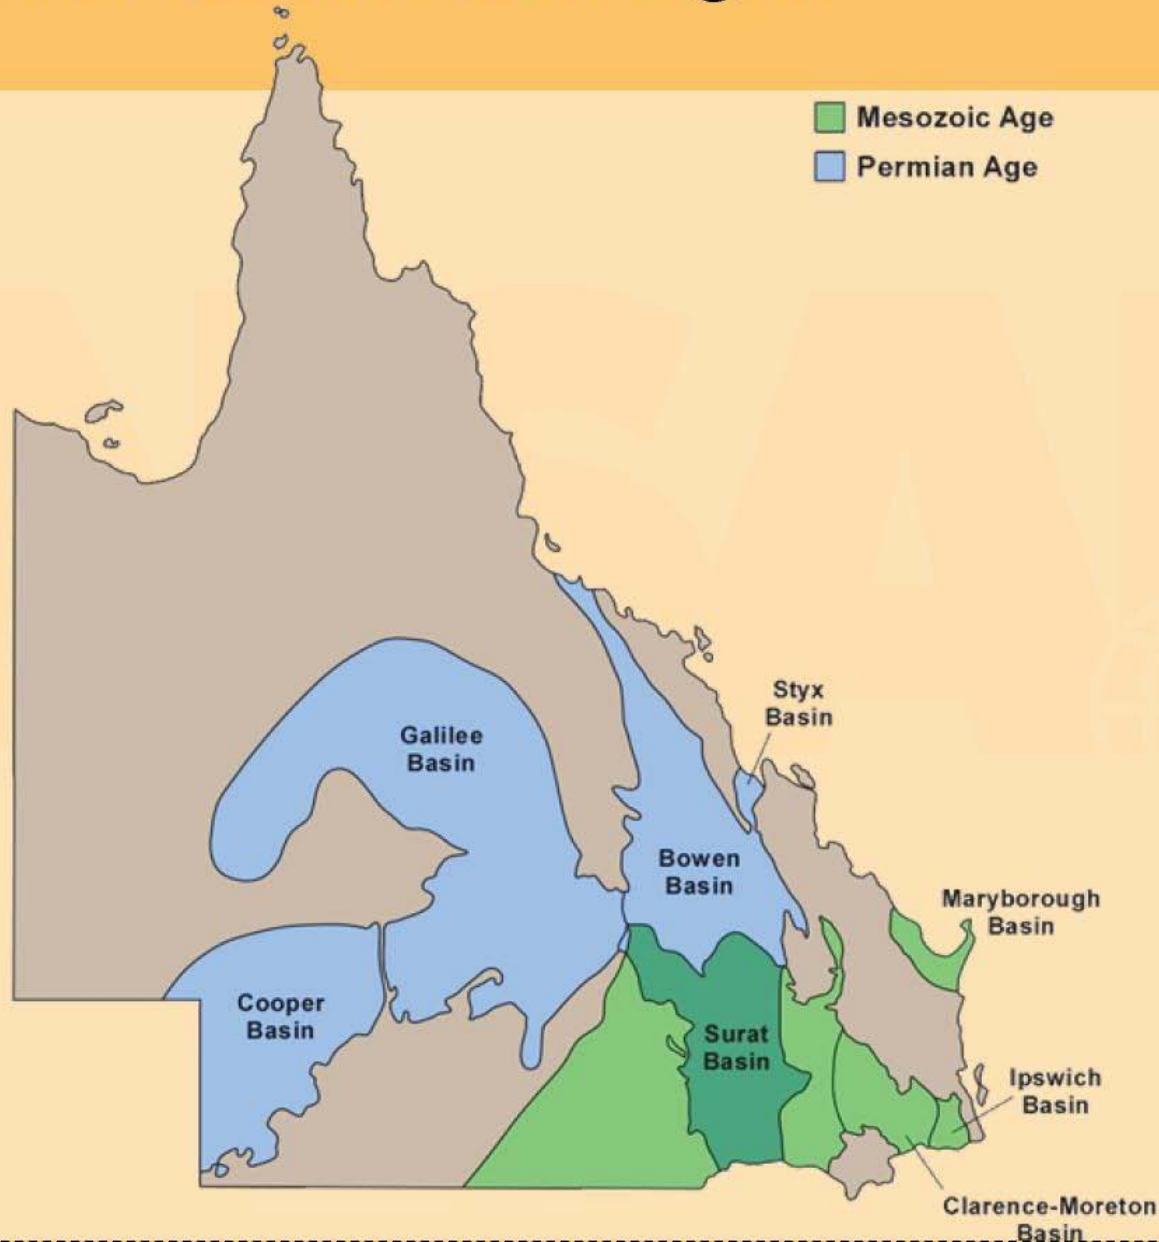 Mesozoic Age
Permian Age
Styx
Basin
Galilee
Basin
Bowen
Basin
Maryborough
Basin
Cooper
Basin
Surat
Basin
Ipswich
Basin
Clarence-Moreton
Basin